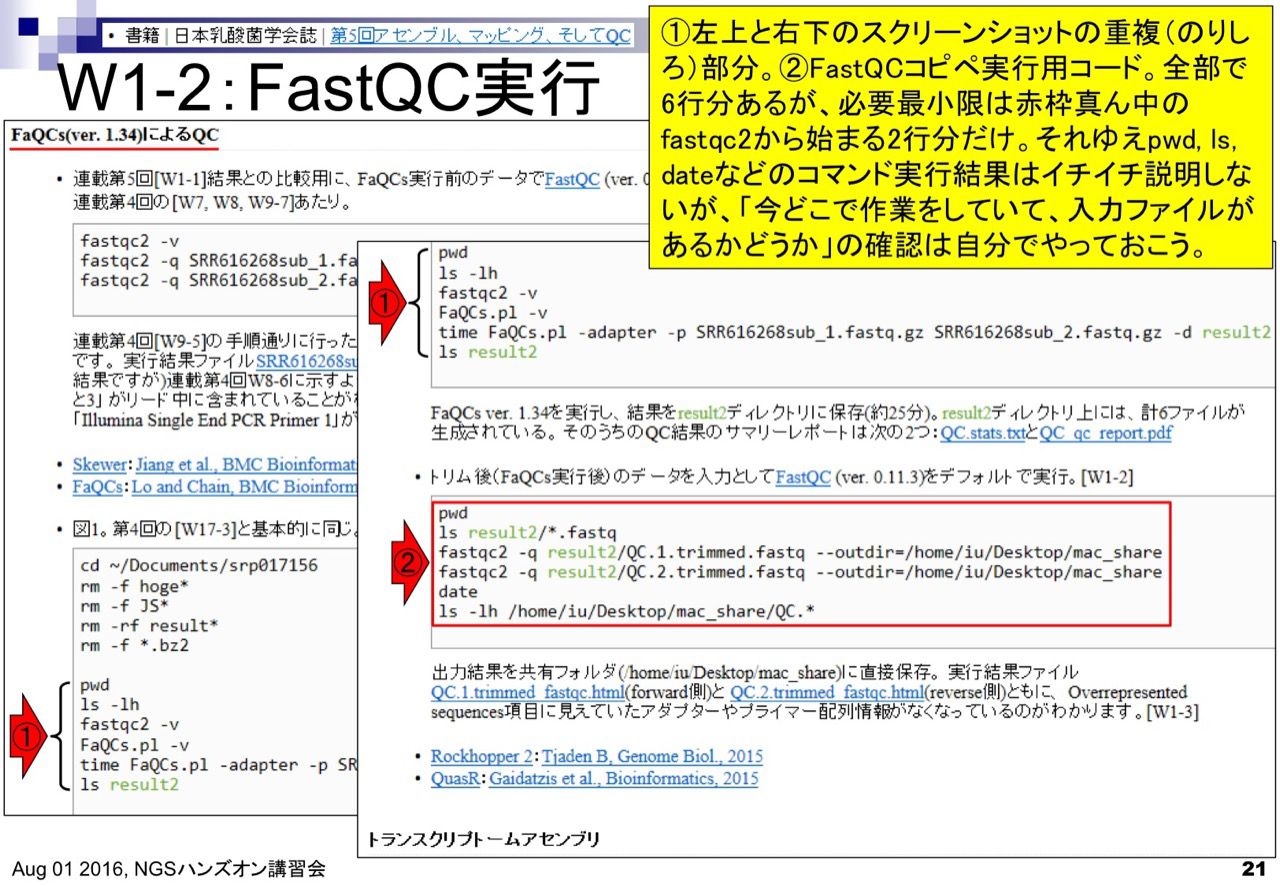 • 書籍 | 日本乳酸菌学会誌 | 第5回アセンブル、マッピング、そしてQC
W1-2：FastQC実行
①左上と右下のスクリーンショットの重複（のりし
ろ）部分。②FastQCコピペ実行用コード。全部で
6行分あるが、必要最小限は赤枠真ん中の
fastqc2から始まる2行分だけ。それゆえpwd, ls,
dateなどのコマンド実行結果はイチイチ説明しな
いが、「今どこで作業をしていて、入力ファイルが
あるかどうか」の確認は自分でやっておこう。
FaQCs(ver. 1.34)によるQC
• 連載第5回[W1-1]結果との比較用に、FaQCs実行前のデータでFastQC (ver. 0
連載第4回の[W7, W8, W9-7]あたり。
fastqc2 -v
fastqc2 -q SRR616268sub_1.fa
fastqc2 -q SRR616268sub_2.fa
連載第4回[W9-5]の手順通りに行った
です。実行結果ファイルSRR616268su
結果ですが)連載第4回W8-6に示すよ
と3」がリード中に含まれていることが
「Illumina Single End PCR Primer 1」が
• Skewer：Jiang et al., BMC Bioinformat
• FaQCs：Lo and Chain, BMC Bioinform
• 図1。第4回の[W17-3]と基本的に同じ。
cd ~/Documents/srp017156
rm -f hoge*
rm -f JS*
rm -rf result*
rm -f *.bz2
pwd
ls -lh
fastqc2 -v
FaQCs.pl -v
time FaQCs.pl -adapter -p SR
ls result2
①
pwd
ls -lh
fastqc2 -v
FaQCs.pl -v
time FaQCs.pl -adapter -p SRR616268sub_1.fastq.gz SRR616268sub_2.fastq.gz -d result2
ls result2
①
FaQCs ver. 1.34を実行し、結果をresult2ディレクトリに保存(約25分)。result2ディレクトリ上には、計6ファイルが
生成されている。そのうちのQC結果のサマリーレポートは次の2つ：QC.stats.txtとQC_qc_report.pdf
• トリム後(FaQCs実行後)のデータを入力としてFastQC (ver. 0.11.3)をデフォルトで実行。[W1-2]
②
pwd
ls result2/*.fastq
fastqc2 -q result2/QC.1.trimmed.fastq --outdir=/home/iu/Desktop/mac_share
fastqc2 -q result2/QC.2.trimmed.fastq --outdir=/home/iu/Desktop/mac_share
date
ls -lh /home/iu/Desktop/mac_share/QC.*
出力結果を共有フォルダ(/home/iu/Desktop/mac_share)に直接保存。実行結果ファイル
QC.1.trimmed_fastqc.html(forward側)と QC.2.trimmed_fastqc.html(reverse側)ともに、Overrepresented
sequences項目に見えていたアダプターやプライマー配列情報がなくなっているのがわかります。[W1-3]
• Rockhopper 2：Tjaden B, Genome Biol., 2015
• QuasR：Gaidatzis et al., Bioinformatics, 2015
トランスクリプトームアセンブリ
Aug 01 2016, NGSハンズオン講習会
21